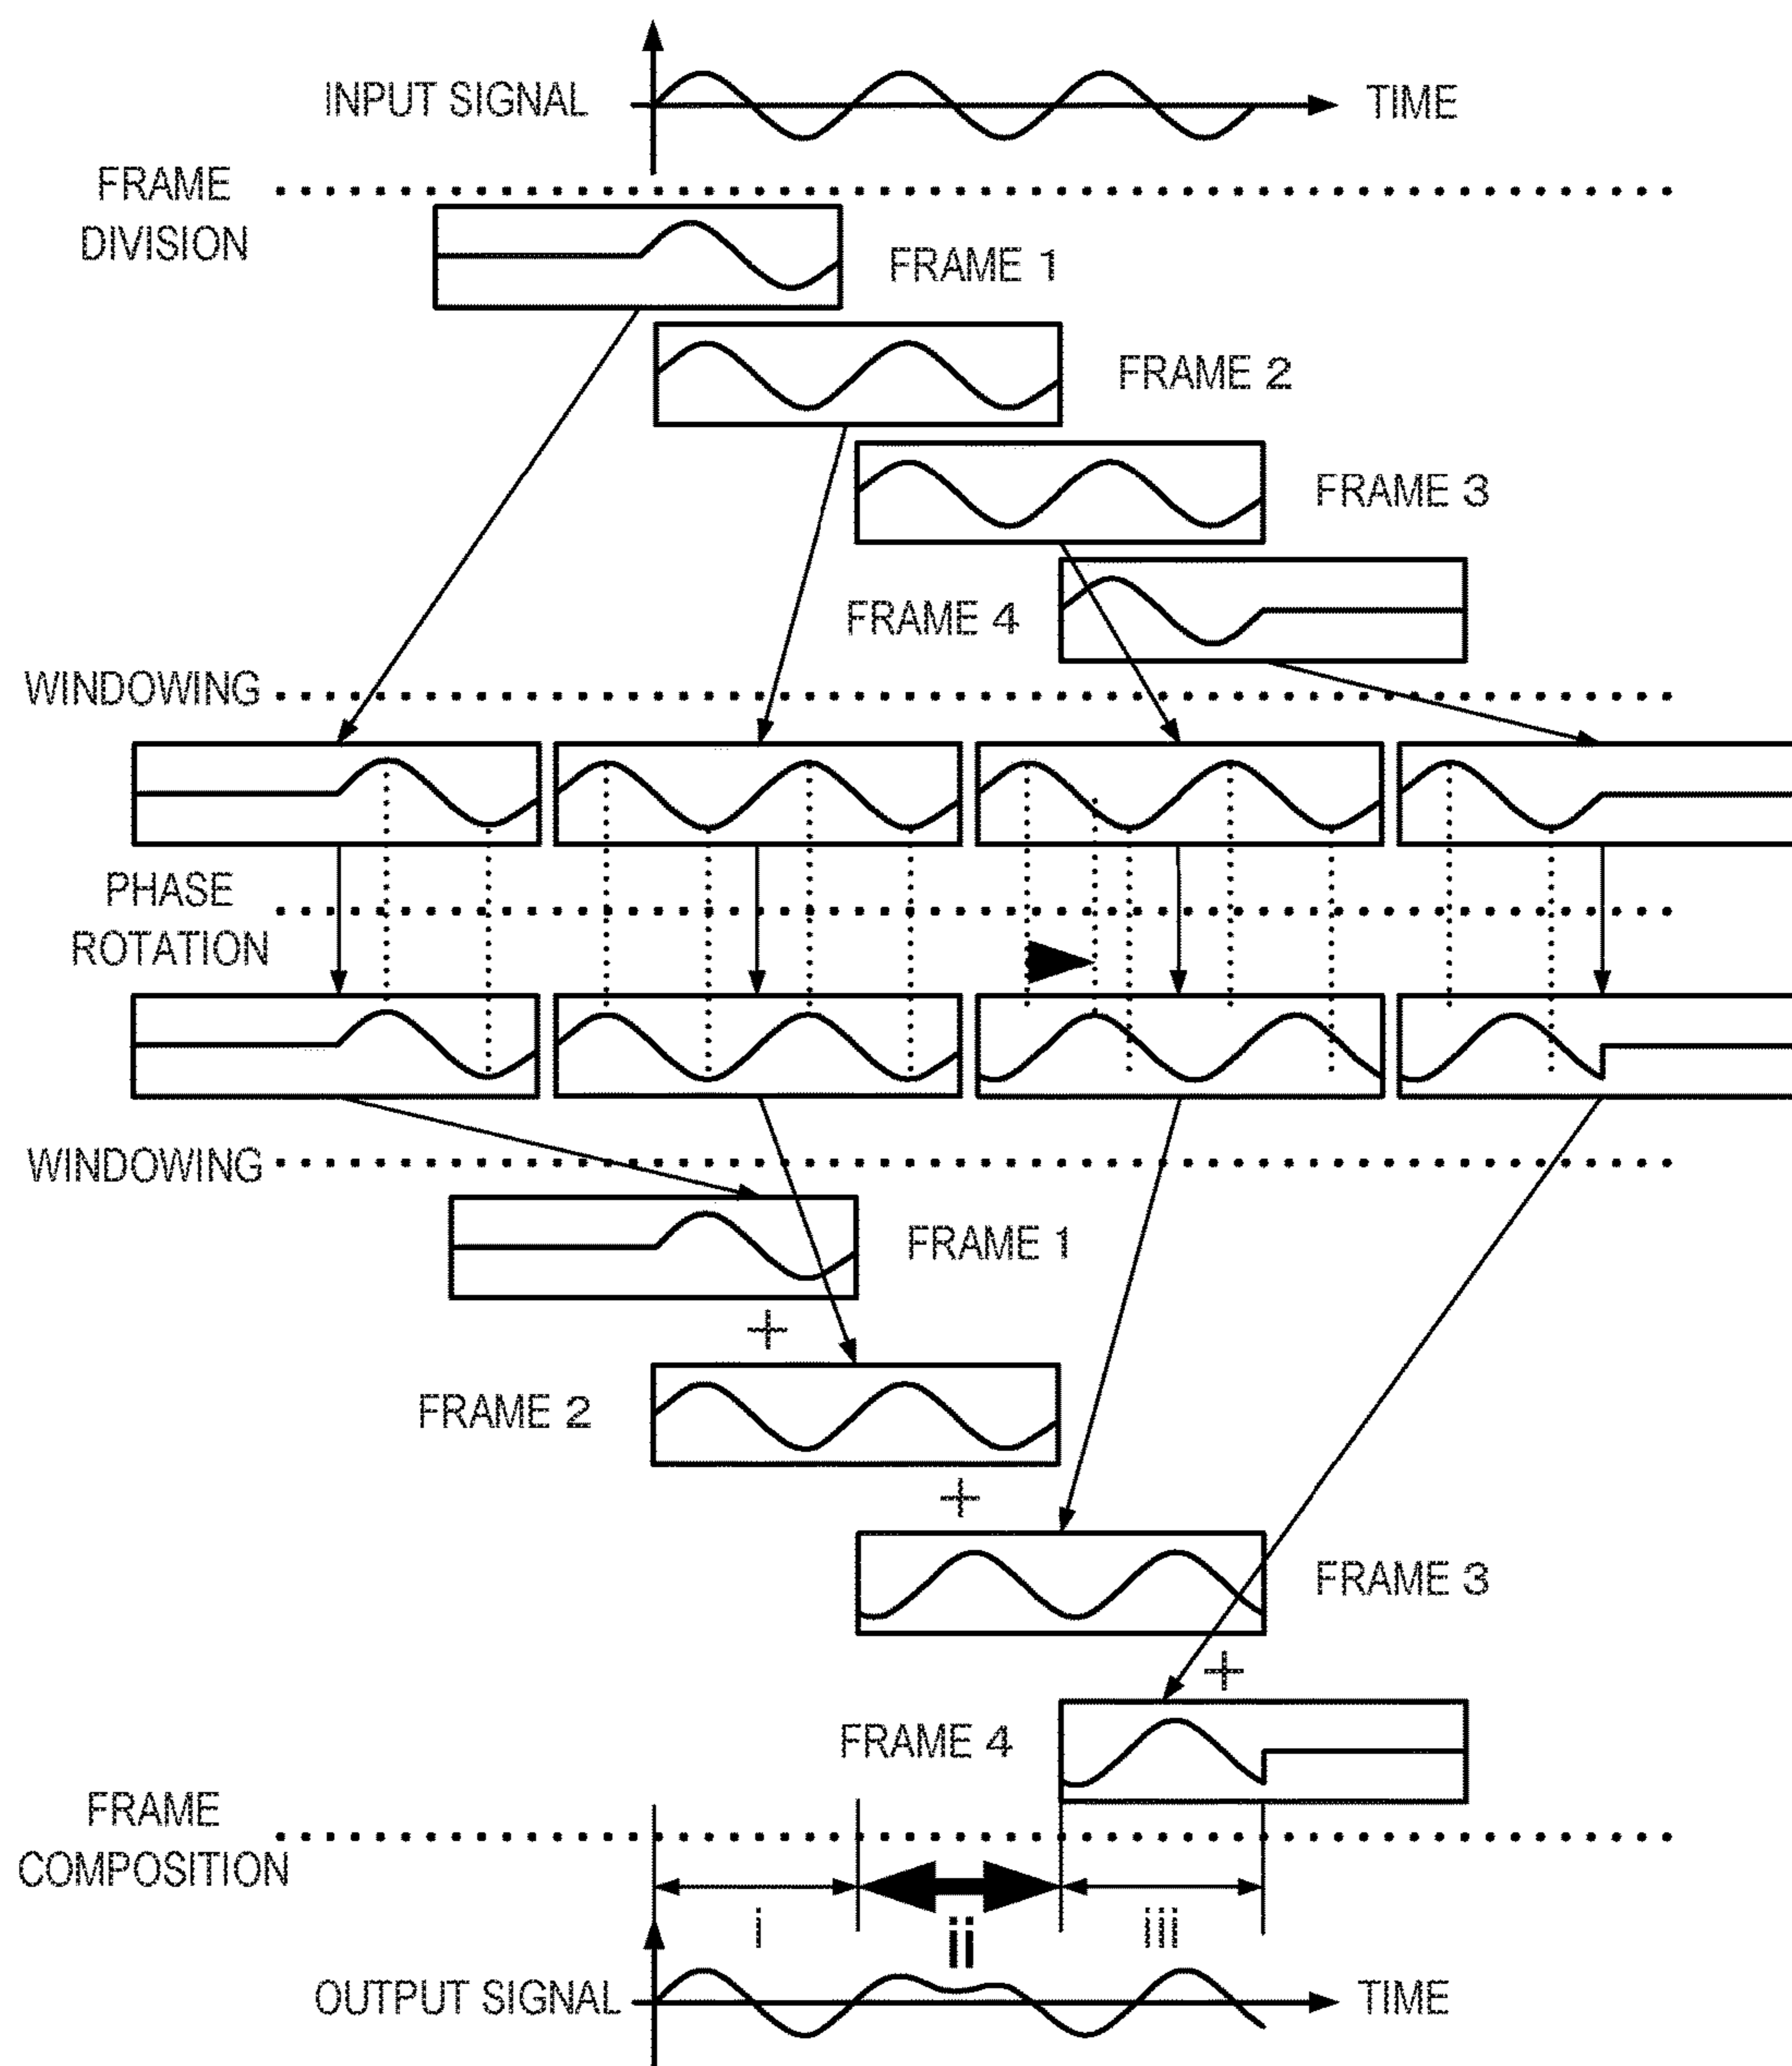 INPUT SIGNAL
TIME
FRAME
DIVISION
FRAME 1
FRAME 2
FRAME 3
FRAME 4
WINDOWING
PHASE
ROTATION
WINDOWING
FRAME 1
+
FRAME 2
+
FRAME 3
+
FRAME 4
FRAME
COMPOSITION
i
ii
iii
OUTPUT SIGNAL
TIME